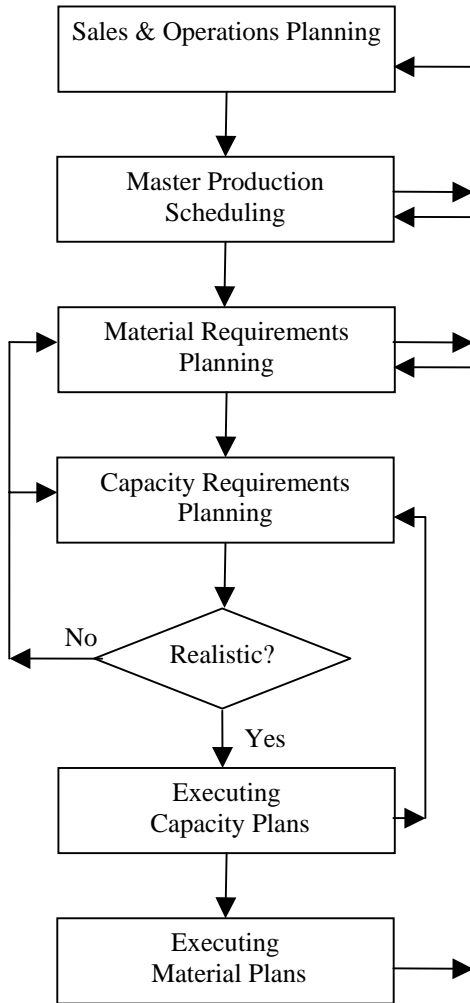 Sales & Operations Planning
Master Production
Scheduling
Material Requirements
Planning
Capacity Requirements
Planning
No
Realistic?
Yes
Executing
Capacity Plans
Executing
Material Plans